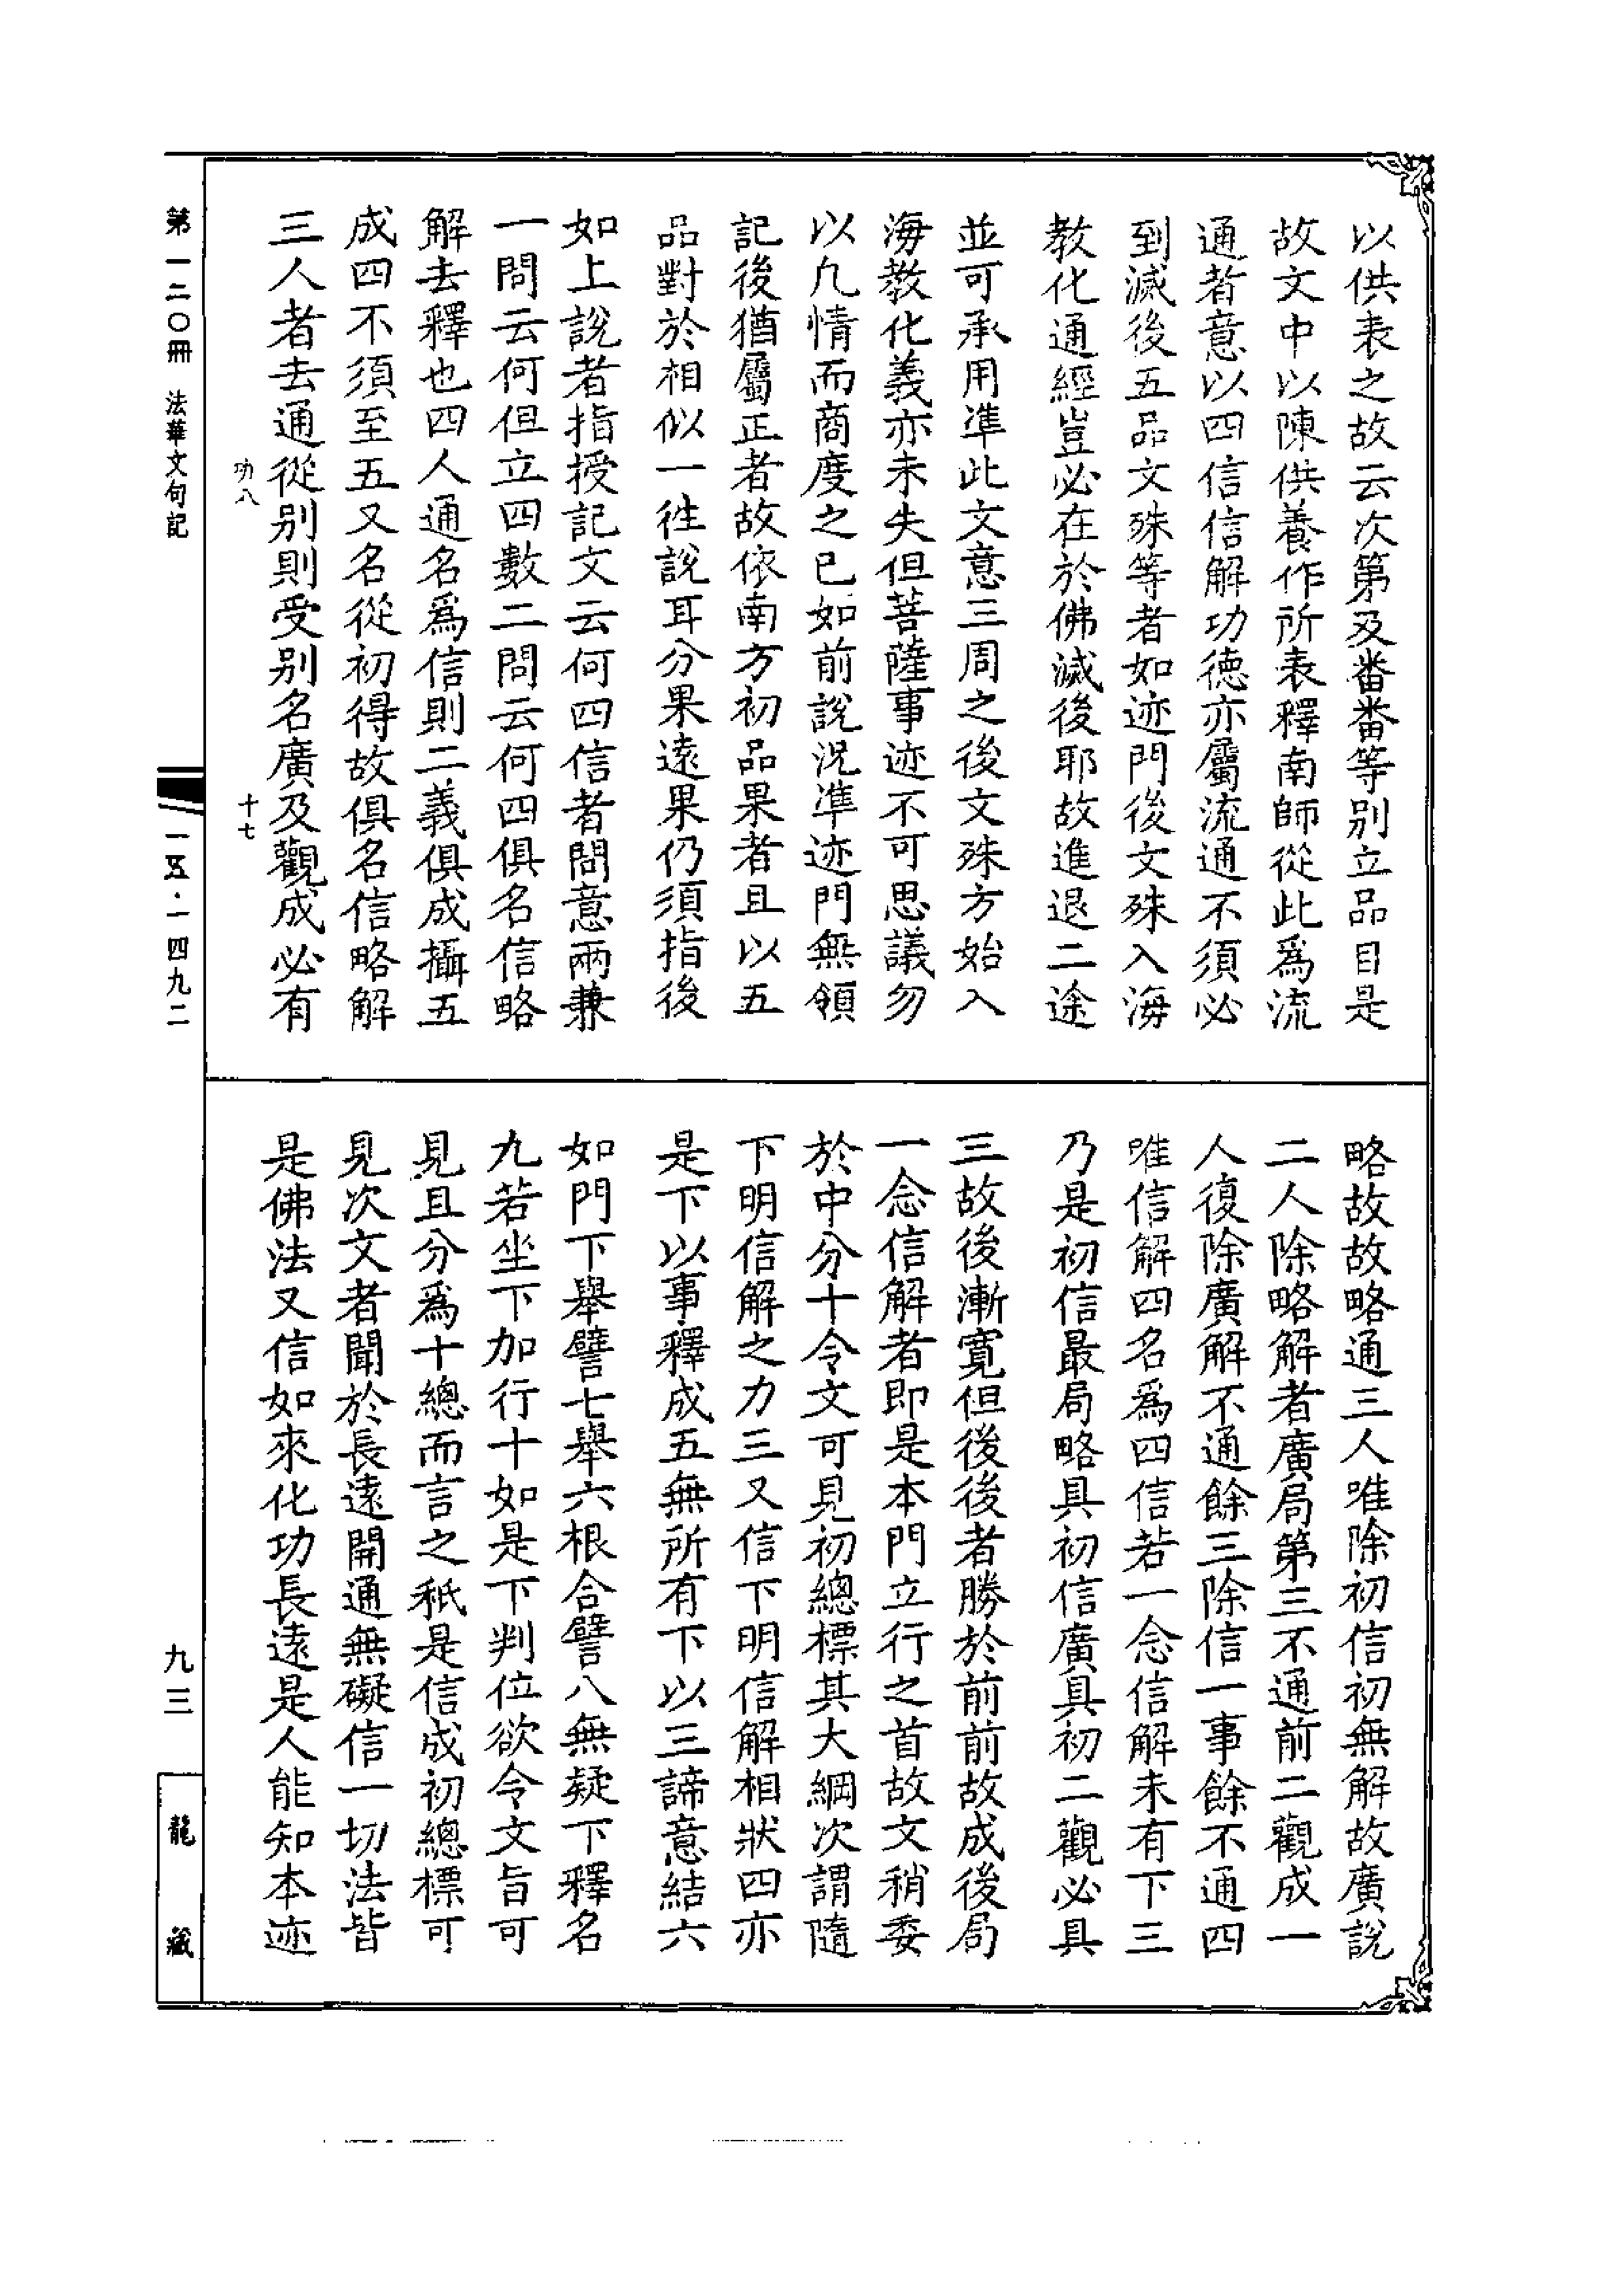 以供表之故云次第及番番等別立品目是
故文中以陳供養作所表釋南師從此爲流
通者意以四信信解功德亦屬流通不須必
到滅後五品文殊等者如迹門後文殊入海
教化通經豈必在於佛滅後耶故進退二途
並可承用準此文意三周之後文殊方始入
海教化義亦未失但菩薩事迹不可思議勿
以凡情而商度之已如前說況準迹門無領
記後猶屬正者故依南方初品果者且以五
品對於相似一往說耳分果遠果仍須指後
如上說者指授記文云何四信者問意兩兼
一問云何但立四數二問云何四俱名信略
解去釋也四人通名爲信則二義俱成攝五
成四不須至五又名從初得故俱名信略解
三人者去通從別則受別名廣及觀成必有
略故故略通三人唯除初信初無解故廣說
二人除略解者廣局第三不通前二觀成一
人復除廣解不通餘三除信一事餘不通四
唯信解四名爲四信若一念信解未有下三
乃是初信最局略具初信廣具初二觀必具
三故後漸寬但後後者勝於前前故成後局
一念信解者即是本門立行之首故文稍委
於中分十令文可見初總標其大綱次謂隨
下明信解之力三又信下明信解相狀四亦
是下以事釋成五無所有下以三諦意結六
如門下舉譬七舉六根合譬八無疑下釋名
九若坐下加行十如是下判位欲令文旨可
見且分爲十總而言之秖是信成初總標可
見次文者聞於長遠開通無礙信一切法皆
是佛法又信如來化功長遠是人能知本迹
功八
十七
第一二〇冊 法華文句記
一五·一四九二
九三
龍藏